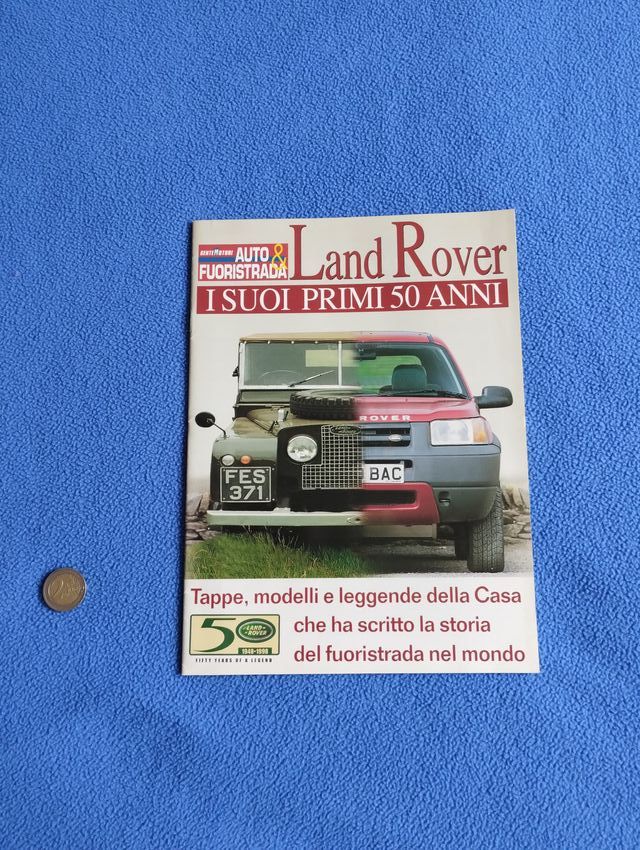 GENTE MOTORI
AUTO &
FUORISTRADA
Land Rover
I SUOI PRIMI 50 ANNI
ROVER
FES
371
BAC
Tappe, modelli e leggende della Casa
che ha scritto la storia
del fuoristrada nel mondo
50
LAND
ROVER
1948-1998
FIFTY YEARS OF A LEGEND